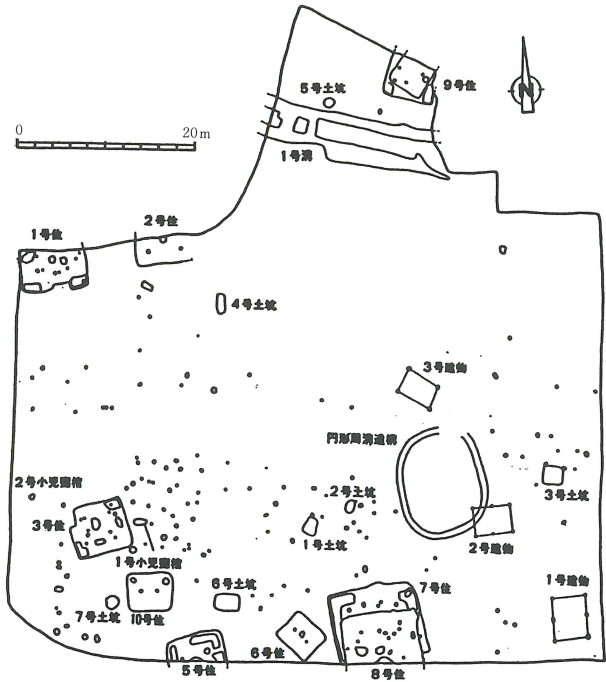 5号土坑
9号住
N
0 20m
1号溝
1号住
2号住
4号土坑
3号建物
円形周溝遺構
2号小児甕棺
3号住
2号土坑
3号土坑
1号土坑
2号建物
1号小児甕棺
6号土坑
7号住
1号建物
7号土坑
10号住
6号住
5号住
8号住